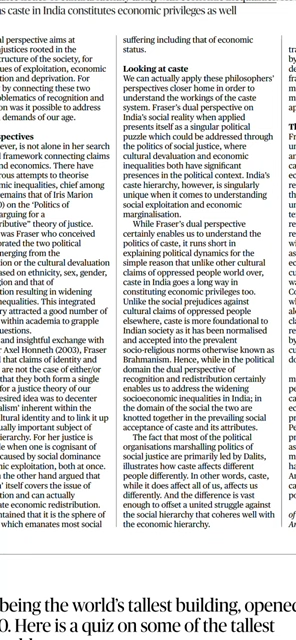 s caste in India constitutes economic privileges as well
al perspective aims at
njustices rooted in the
tructure of the society, for
ues of exploitation, economic
tion and deprivation. For
by connecting these two
oblematics of recognition and
on was it possible to address
demands of our age.
spectives
ever, is not alone in her search
l framework connecting claims
nd economics. There have
rous attempts to theorise
mic inequalities, chief among
emains that of Iris Marion
) on the ‘Politics of
arguing for a
ributive” theory of justice.
was Fraser who conceived
orated the two political
merging from the
tion of the cultural devaluation
ased on ethnicity, sex, gender,
gion and that of
tion resulting in widening
inequalities. This integrated
ry attracted a good number of
within academia to grapple
uestions.
and insightful exchange with
Axel Honneth (2003), Fraser
that claims of identity and
are not the case of either/or
that they both form a single
for a justice theory of our
esired idea was to decenter
alism’ inherent within the
ltural identity and to link it up
ually important subject of
ierarchy. For her justice is
le when one is cognisant of
caused by social dominance
mic exploitation, both at once.
n the other hand argued that
n’ itself covers the issue of
tion and can actually
ate economic redistribution.
ntained that it is the sphere of
which emanates most social
suffering including that of economic
status.
Looking at caste
We can actually apply these philosophers’
perspectives closer home in order to
understand the workings of the caste
system. Fraser’s dual perspective on
India’s social reality when applied
presents itself as a singular political
puzzle which could be addressed through
the politics of social justice, where
cultural devaluation and economic
inequalities both have significant
presences in the political context. India’s
caste hierarchy, however, is singularly
unique when it comes to understanding
social exploitation and economic
marginalisation.
While Fraser’s dual perspective
certainly enables us to understand the
politics of caste, it runs short in
explaining political dynamics for the
simple reason that unlike other cultural
claims of oppressed people world over,
caste in India goes a long way in
constituting economic privileges too.
Unlike the social prejudices against
cultural claims of oppressed people
elsewhere, caste is more foundational to
Indian society as it has been normalised
and accepted into the prevalent
socio-religious norms otherwise known as
Brahmanism. Hence, while in the political
domain the dual perspective of
recognition and redistribution certainly
enables us to address the widening
socioeconomic inequalities in India; in
the domain of the social the two are
knotted together in the prevailing social
acceptance of caste and its attributes.
The fact that most of the political
organisations marshalling politics of
social justice are primarily led by Dalits,
illustrates how caste affects different
people differently. In other words, caste,
while it does affect all of us, affects us
differently. And the difference is vast
enough to offset a united struggle against
the social hierarchy that coheres well with
the economic hierarchy.
being the world’s tallest building, opened
0. Here is a quiz on some of the tallest